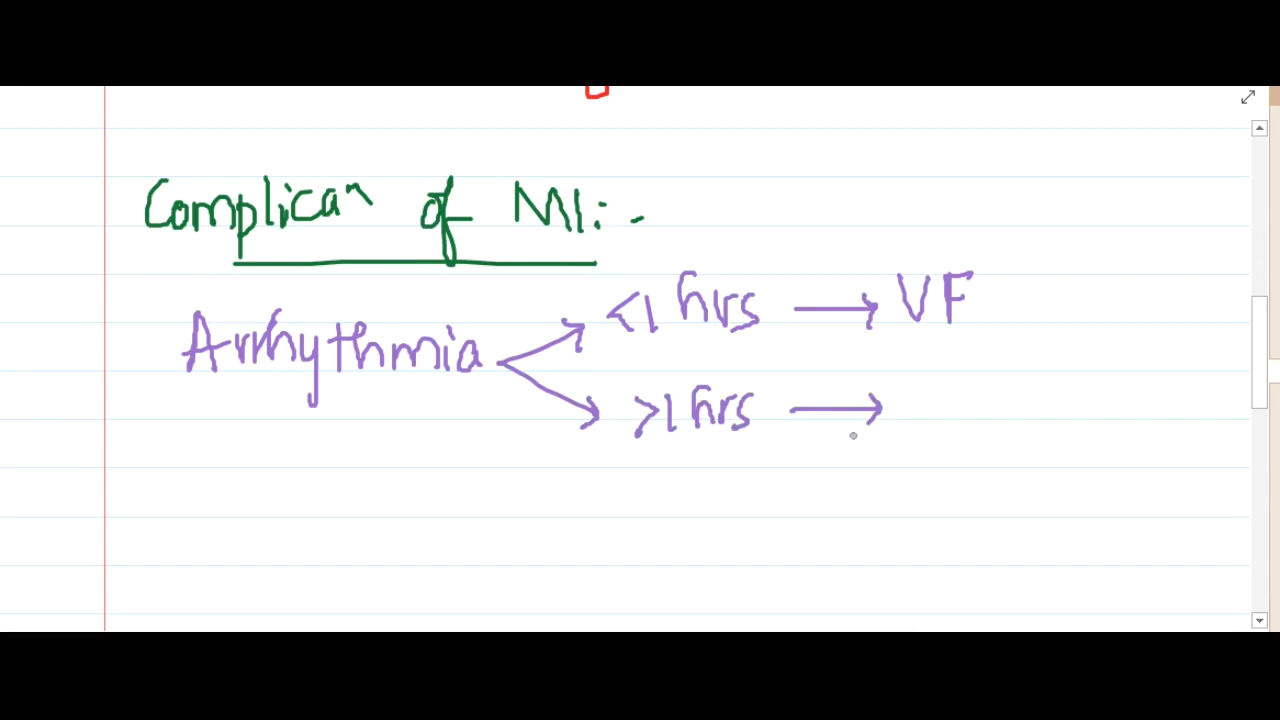 Complicaⁿ of MI:-
Arrhythmia
<1 hrs → VF
>1 hrs →